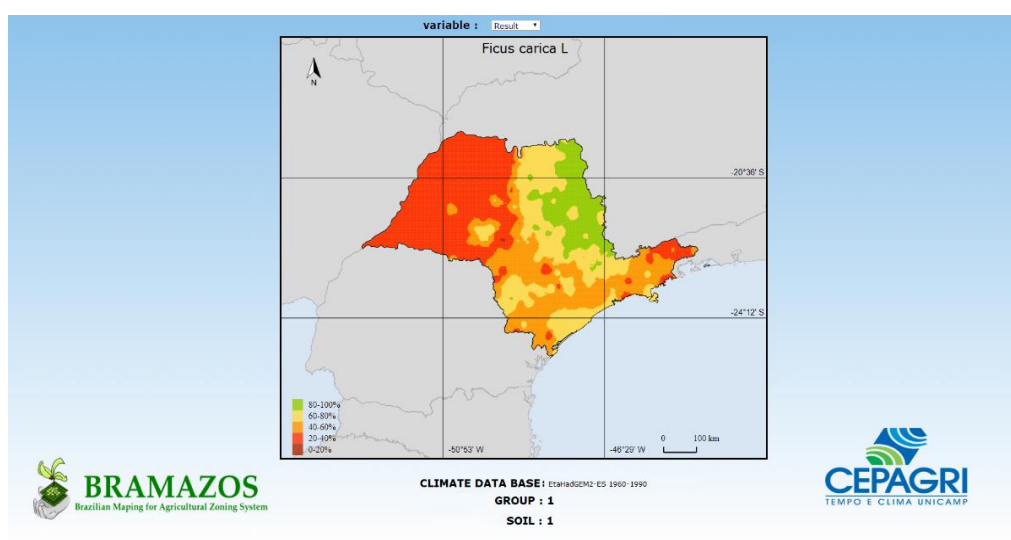 variable : Result
Ficus carica L
N
-20°36' S
-24°12' S
80-100%
60-80%
40-60%
20-40%
0-20%
-50°53' W
-46°29' W
0 100 km
BRAMAZOS
Brazilian Maping for Agricultural Zoning System
CLIMATE DATA BASE: EtaHadGEM2-ES 1960-1990
GROUP : 1
SOIL : 1
CEPAGRI
TEMPO E CLIMA UNICAMP